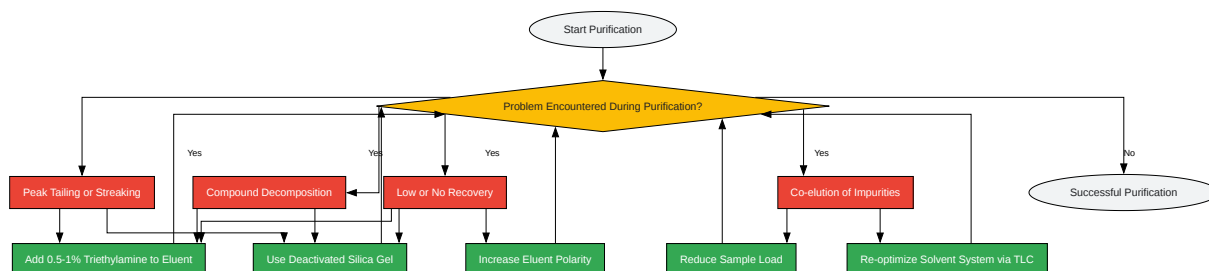 Start Purification
Problem Encountered During Purification?
Yes
Yes
Yes
Yes
No
Peak Tailing or Streaking
Compound Decomposition
Low or No Recovery
Co-elution of Impurities
Successful Purification
Add 0.5-1% Triethylamine to Eluent
Use Deactivated Silica Gel
Increase Eluent Polarity
Reduce Sample Load
Re-optimize Solvent System via TLC